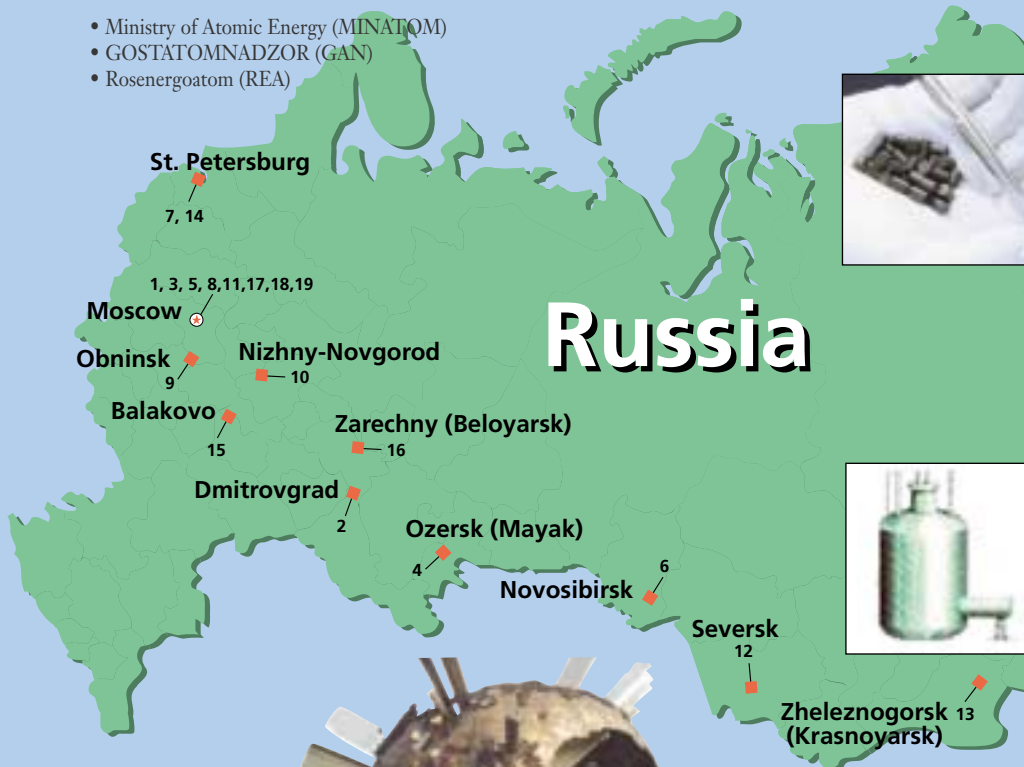 • Ministry of Atomic Energy (MINATOM)
• GOSTATOMNADZOR (GAN)
• Rosenergoatom (REA)
St. Petersburg
7, 14
1, 3, 5, 8,11,17,18,19
Moscow
Russia
Obninsk
9
Nizhny-Novgorod
10
Balakovo
15
Zarechny (Beloyarsk)
16
Dmitrovgrad
2
Ozersk (Mayak)
4
Novosibirsk
6
Seversk
12
Zheleznogorsk 13
(Krasnoyarsk)